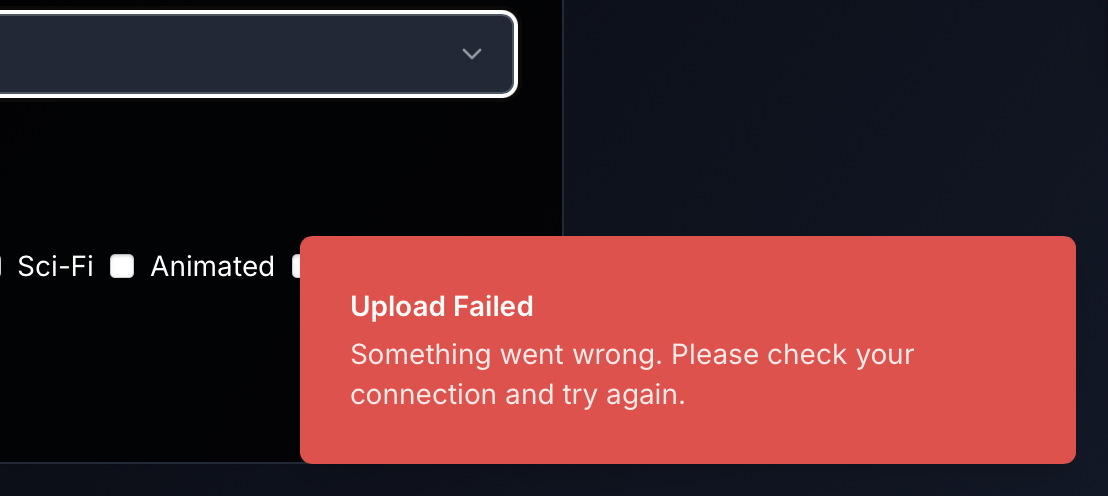 Sci-Fi Animated
Upload Failed
Something went wrong. Please check your
connection and try again.